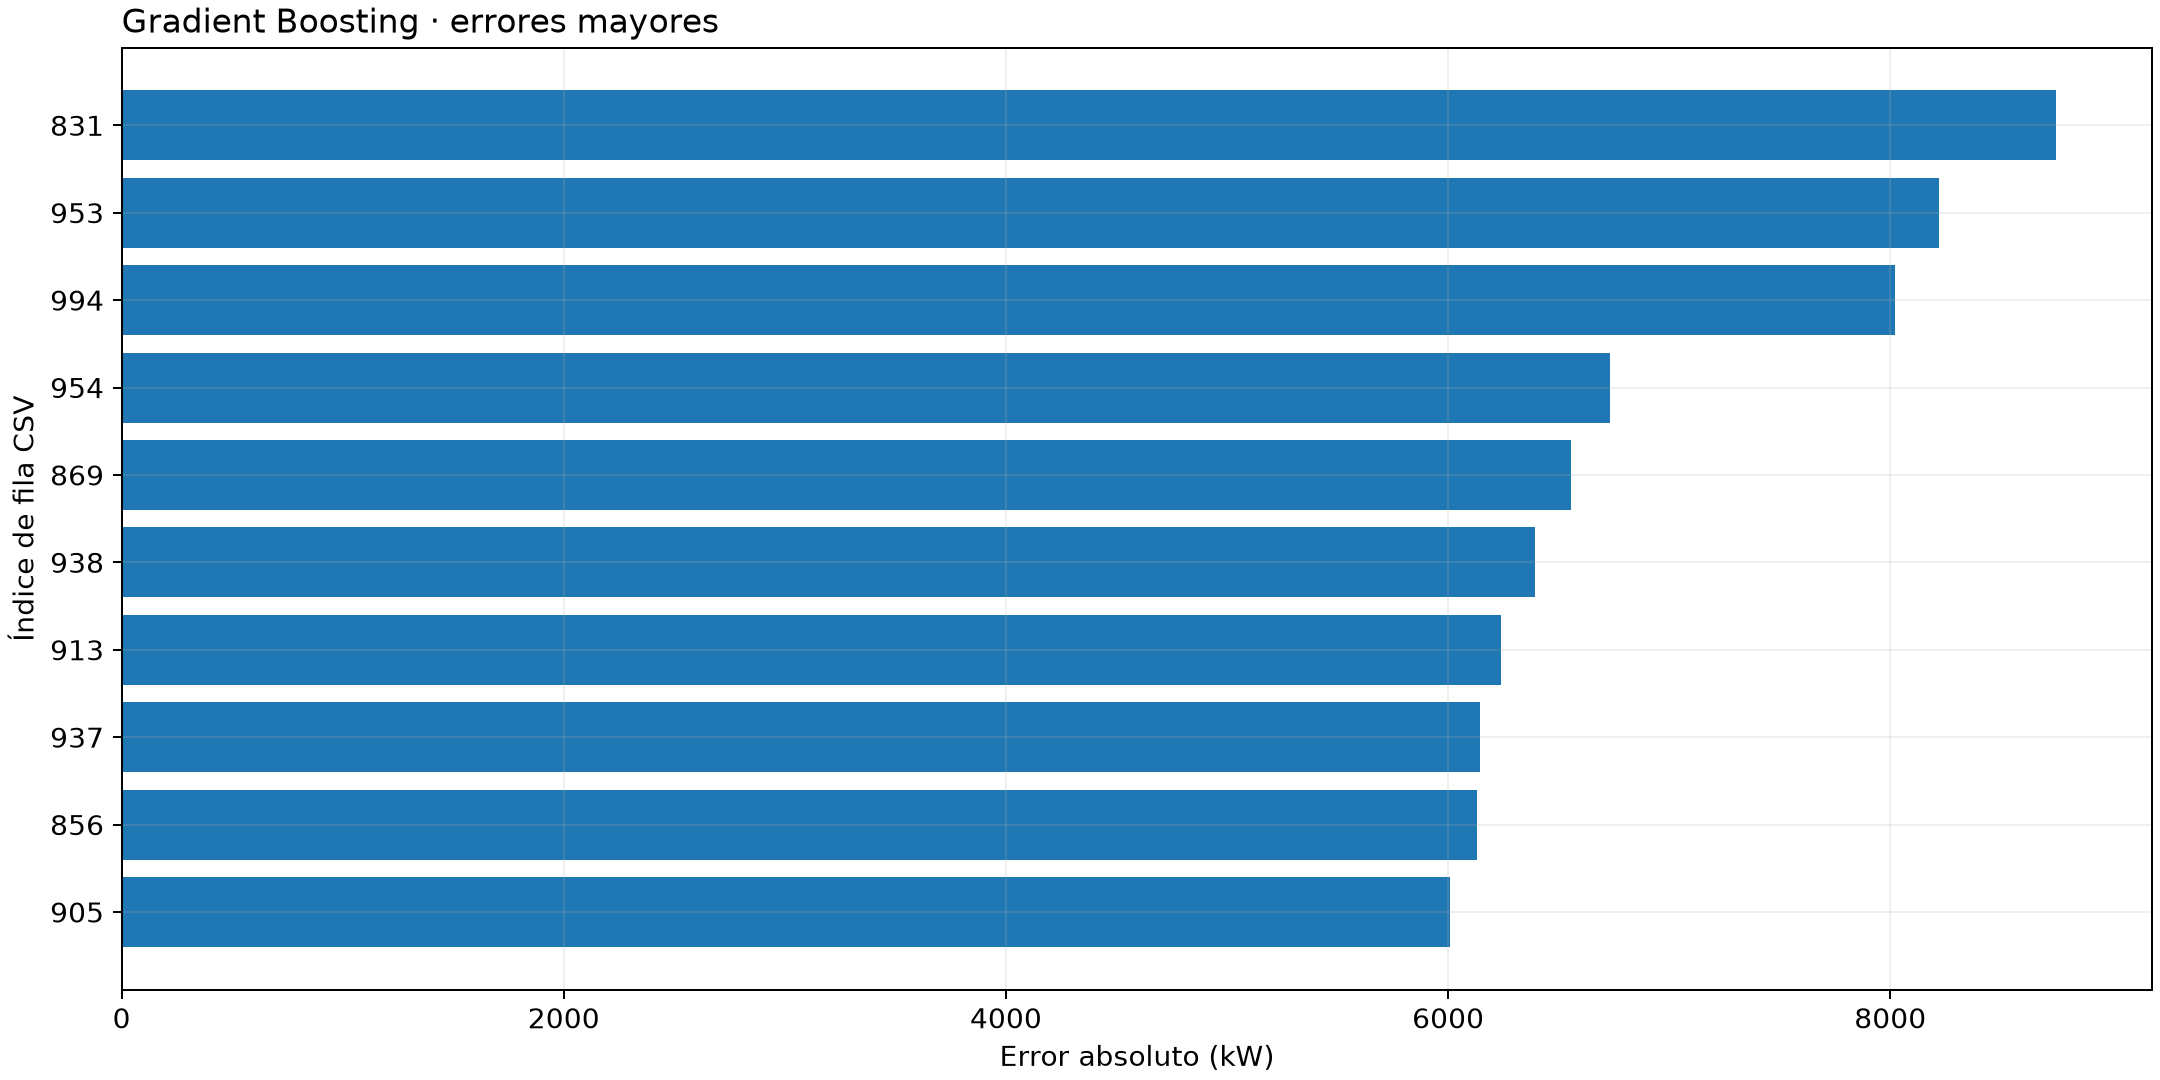 Gradient Boosting · errores mayores
831
953
994
954
869
938
913
937
856
905
Índice de fila CSV
0 2000 4000 6000 8000
Error absoluto (kW)